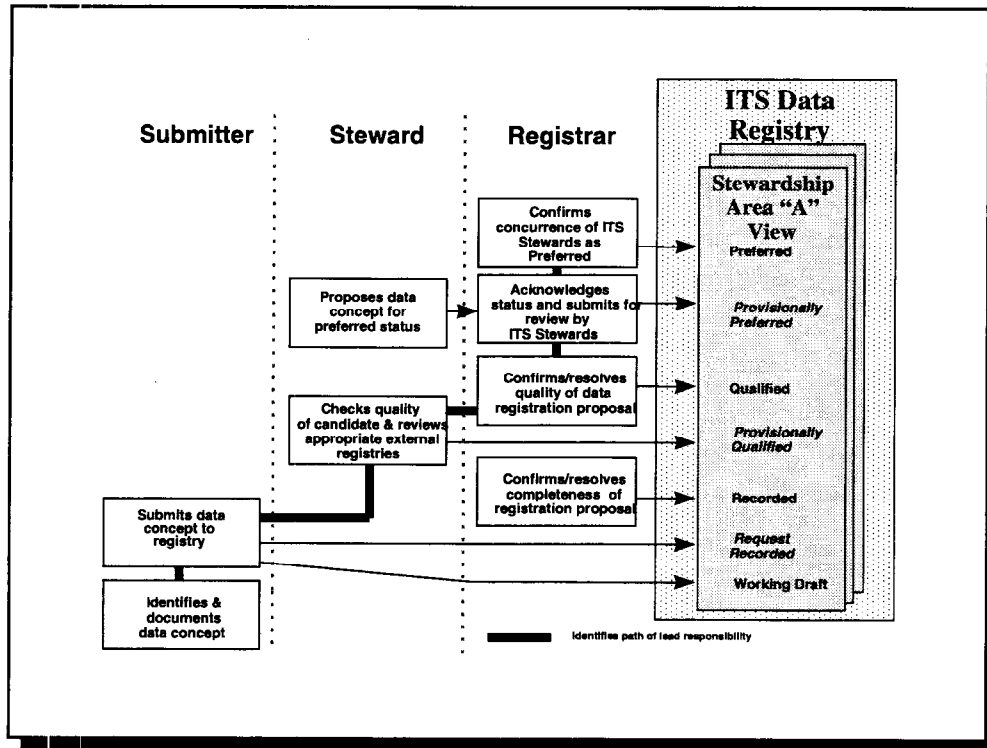 Submitter
Steward
Registrar
ITS Data
Registry
Stewardship
Area “A”
View
Confirms
concurrence of ITS
Stewards as
Preferred
Preferred
Proposes data
concept for
preferred status
Acknowledges
status and submits for
review by
ITS Stewards
Provisionally
Preferred
Confirms/resolves
quality of data
registration proposal
Qualified
Checks quality
of candidate & reviews
appropriate external
registries
Provisionally
Qualified
Confirms/resolves
completeness of
registration proposal
Recorded
Submits data
concept to
registry
Request
Recorded
Working Draft
Identifies &
documents
data concept
Identifies path of lead responsibility